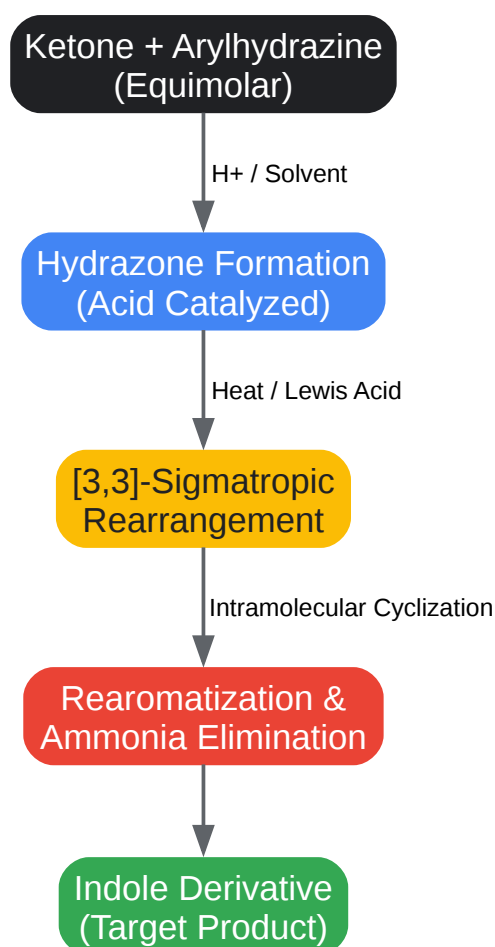 Ketone + Arylhydrazine
(Equimolar)
H+ / Solvent
Hydrazone Formation
(Acid Catalyzed)
Heat / Lewis Acid
[3,3]-Sigmatropic
Rearrangement
Intramolecular Cyclization
Rearomatization &
Ammonia Elimination
Indole Derivative
(Target Product)